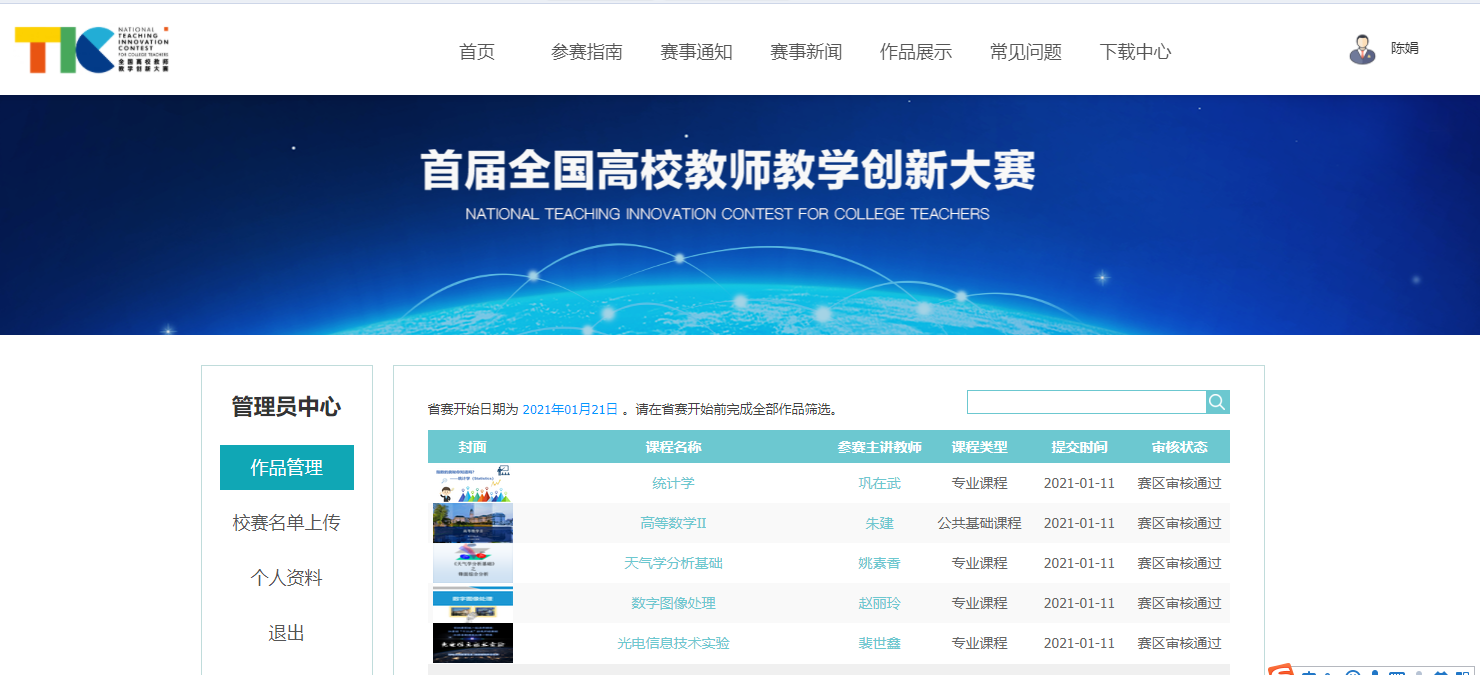 NATIONAL
TEACHING
INNOVATION
CONTEST
FOR COLLEGE TEACHERS
全国高校教师
教学创新大赛
首页 参赛指南 赛事通知 赛事新闻 作品展示 常见问题 下载中心 陈娟
首届全国高校教师教学创新大赛
NATIONAL TEACHING INNOVATION CONTEST FOR COLLEGE TEACHERS
管理员中心
作品管理
校赛名单上传
个人资料
退出
省赛开始日期为 2021年01月21日 。请在省赛开始前完成全部作品筛选。
封面 课程名称 参赛主讲教师 课程类型 提交时间 审核状态
统计学 巩在武 专业课程 2021-01-11 赛区审核通过
高等数学II 朱建 公共基础课程 2021-01-11 赛区审核通过
天气学分析基础 姚素香 专业课程 2021-01-11 赛区审核通过
数字图像处理 赵丽玲 专业课程 2021-01-11 赛区审核通过
光电信息技术实验 裴世鑫 专业课程 2021-01-11 赛区审核通过